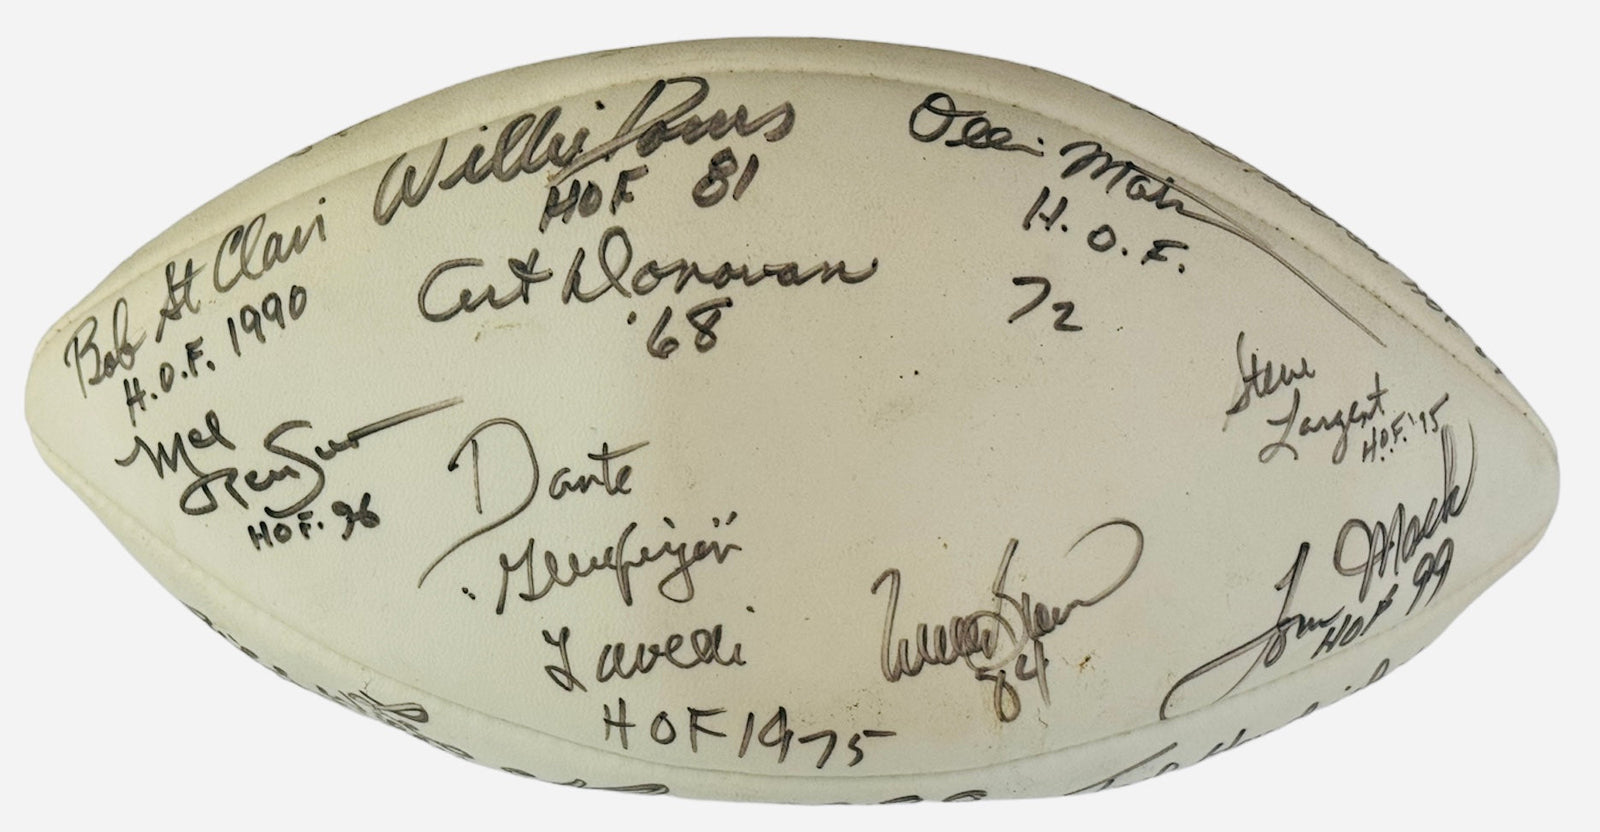 Willie Davis
HOF 81
Ollie Matson
H.O.F.
72
Bob St Clair
H.O.F. 1990
Art Donovan
'68
Steve
Largent
H.O.F. '95
Mel
Renfro
HOF. 96
Dante
"Gluefingers"
Lavelli
HOF 1975
84
Tom Mack
HOF 99